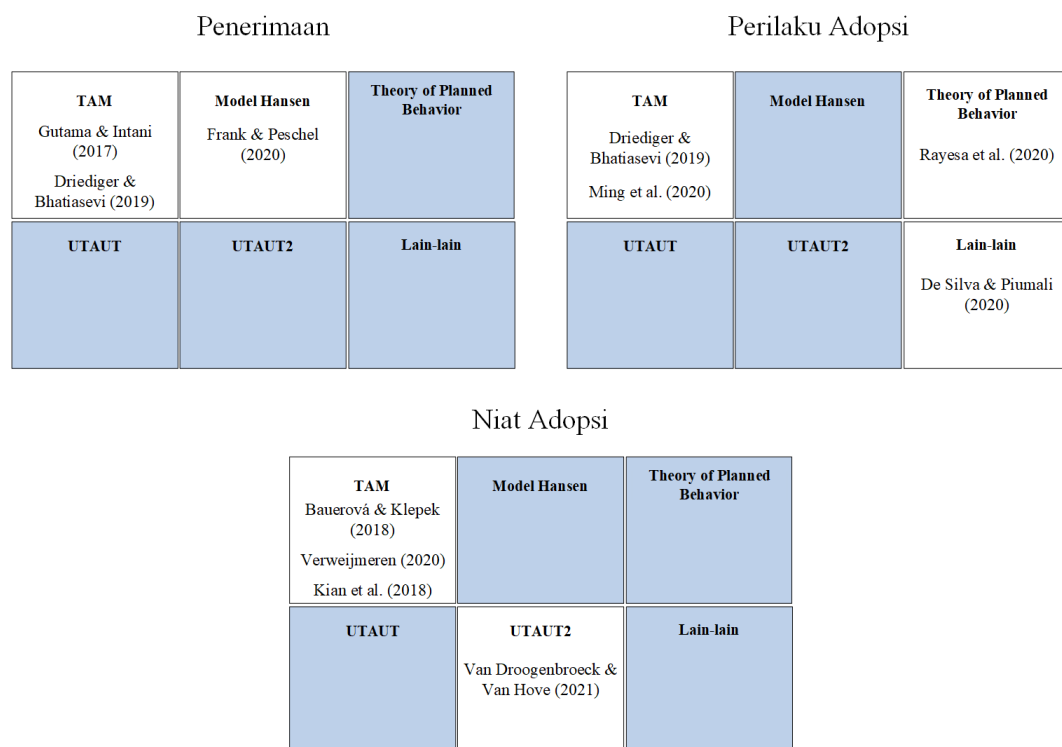 Penerimaan
TAM
Gutama & Intani
(2017)
Driediger &
Bhatiasevi (2019)
Model Hansen
Frank & Peschel
(2020)
Theory of Planned
Behavior
UTAUT
UTAUT2
Lain-lain
Perilaku Adopsi
TAM
Driediger &
Bhatiasevi (2019)
Ming et al. (2020)
Model Hansen
Theory of Planned
Behavior
Rayesa et al. (2020)
UTAUT
UTAUT2
Lain-lain
De Silva & Piumali
(2020)
Niat Adopsi
TAM
Bauerová & Klepek
(2018)
Verweijmeren (2020)
Kian et al. (2018)
Model Hansen
Theory of Planned
Behavior
UTAUT
UTAUT2
Van Droogenbroeck &
Van Hove (2021)
Lain-lain